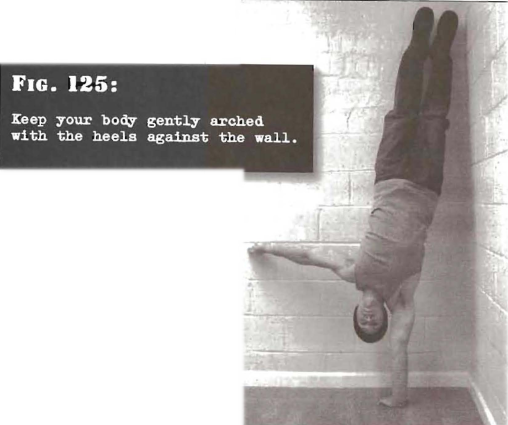 FIG. 125:
Keep your body gently arched
with the heels against the wall.